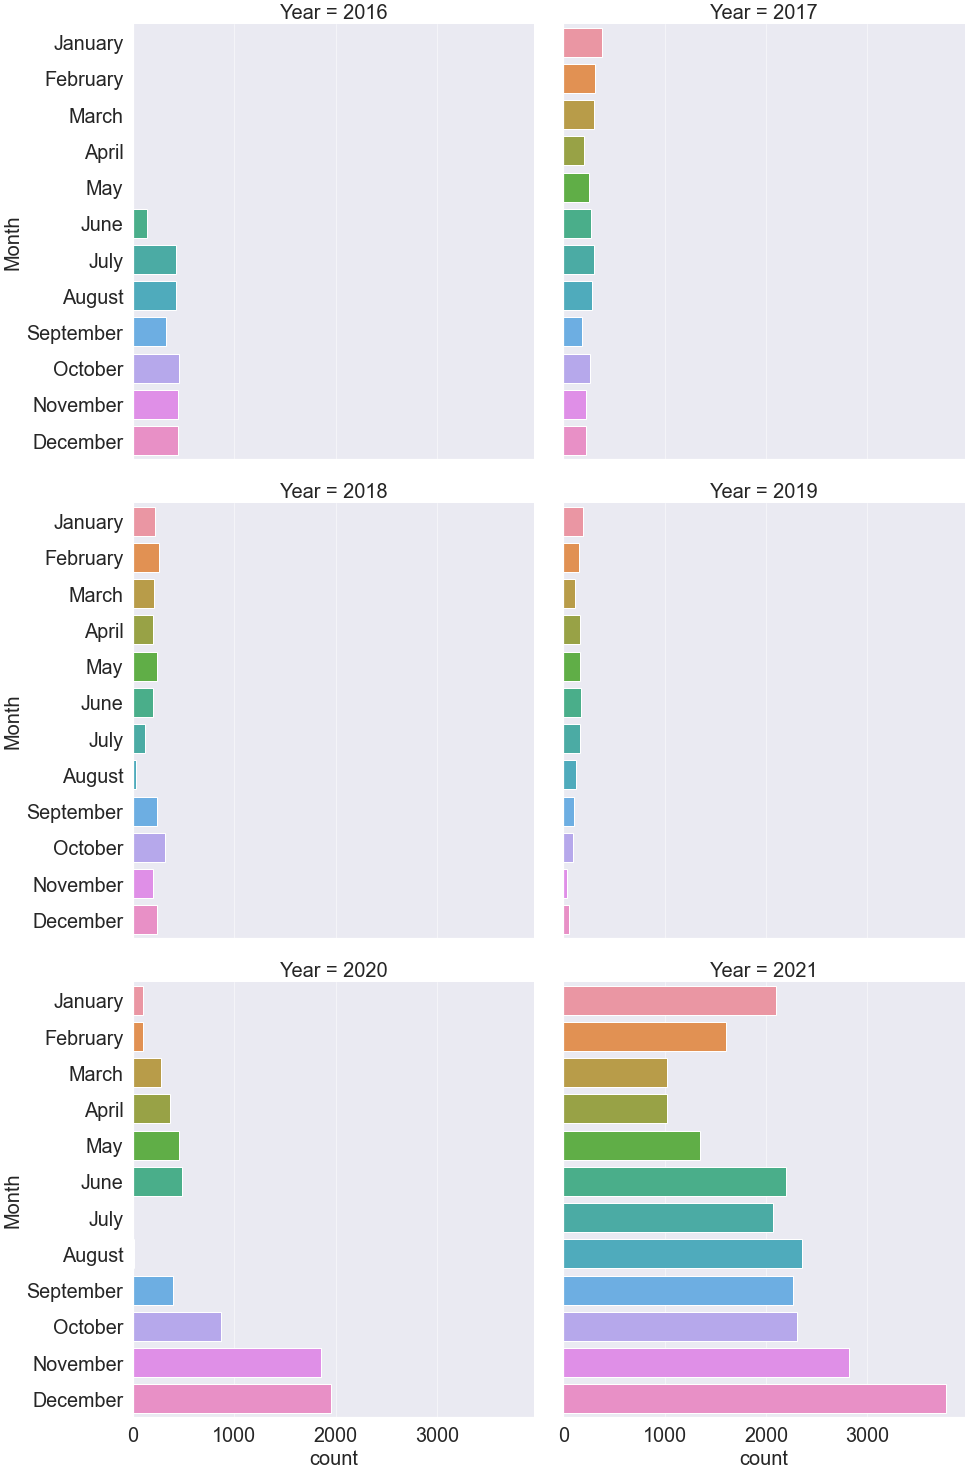 Year = 2016
Year = 2017
January
February
March
April
May
June
July
August
September
October
November
December
Month
Year = 2018
Year = 2019
January
February
March
April
May
June
July
August
September
October
November
December
Month
Year = 2020
Year = 2021
January
February
March
April
May
June
July
August
September
October
November
December
Month
0 1000 2000 3000
count
0 1000 2000 3000
count